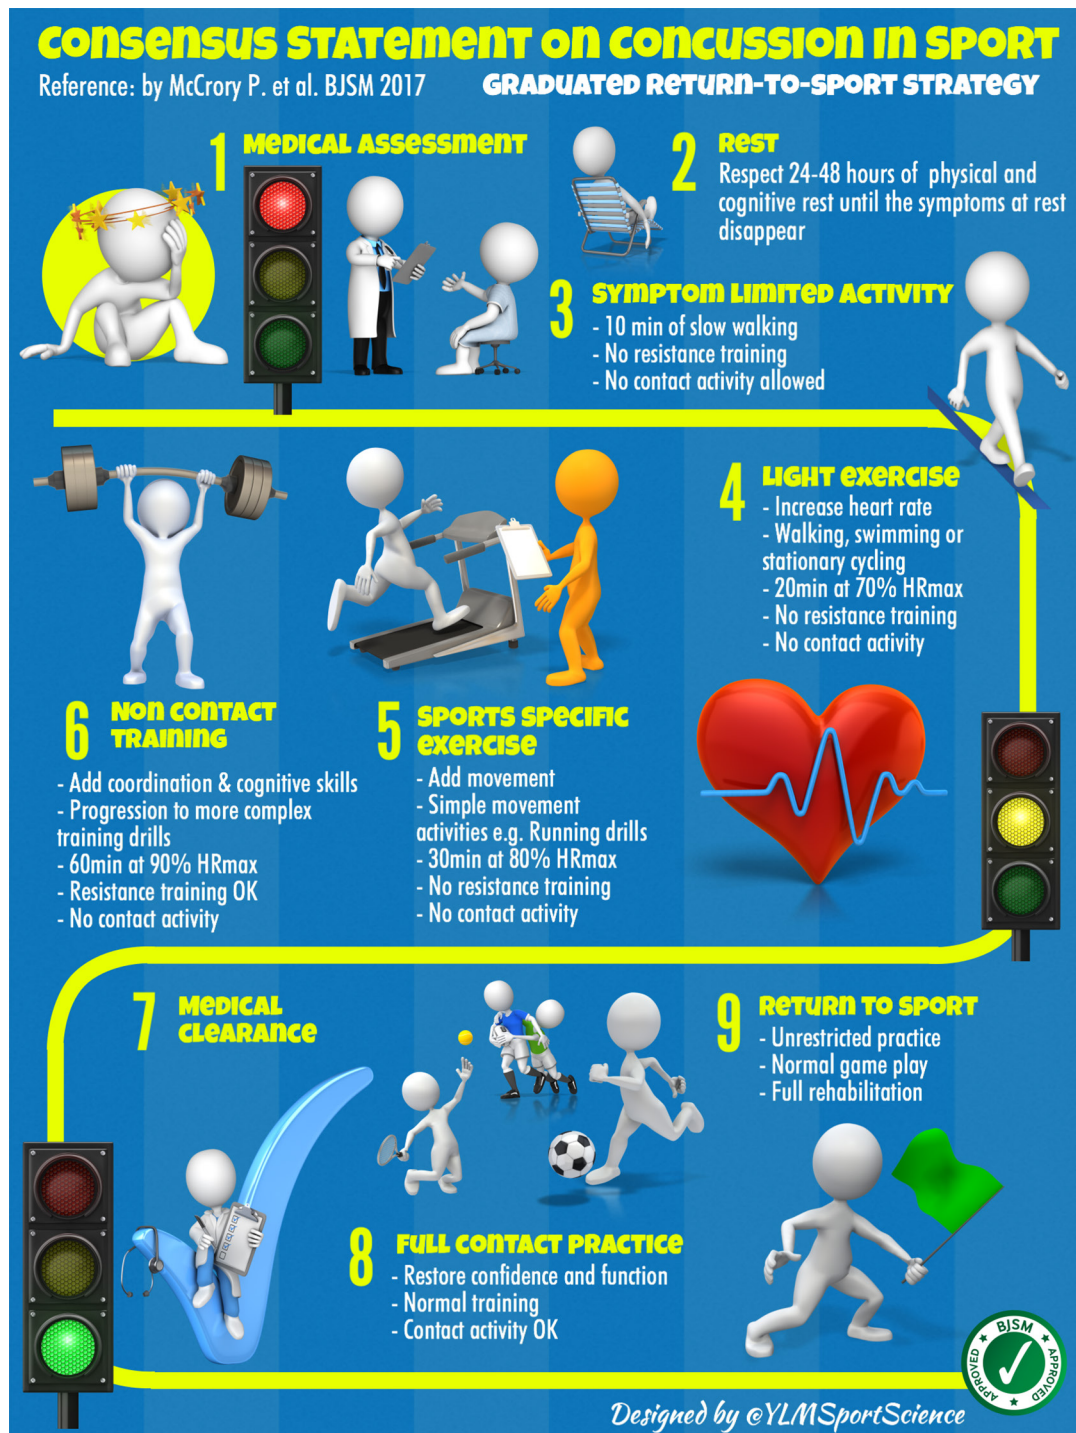 Consensus Statement on Concussion in Sport
Reference: by McCrory P. et al. BJSM 2017
Graduated Return-to-Sport Strategy
1 Medical Assessment
2 Rest
Respect 24-48 hours of physical and
cognitive rest until the symptoms at rest
disappear
3 Symptom Limited Activity
- 10 min of slow walking
- No resistance training
- No contact activity allowed
4 Light Exercise
- Increase heart rate
- Walking, swimming or
stationary cycling
- 20min at 70% HRmax
- No resistance training
- No contact activity
5 Sports Specific
Exercise
- Add movement
- Simple movement
activities e.g. Running drills
- 30min at 80% HRmax
- No resistance training
- No contact activity
6 Non Contact
Training
- Add coordination & cognitive skills
- Progression to more complex
training drills
- 60min at 90% HRmax
- Resistance training OK
- No contact activity
7 Medical
Clearance
8 Full Contact Practice
- Restore confidence and function
- Normal training
- Contact activity OK
9 Return to Sport
- Unrestricted practice
- Normal game play
- Full rehabilitation
BJSM
APPROVED
APPROVED
Designed by @YLMSportScience